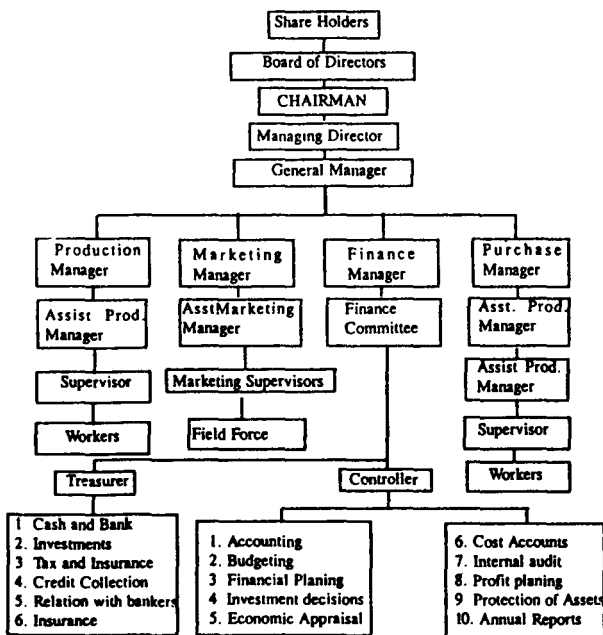 Share Holders
Board of Directors
CHAIRMAN
Managing Director
General Manager
Production
Manager
Marketing
Manager
Finance
Manager
Purchase
Manager
Assist Prod.
Manager
AsstMarketing
Manager
Finance
Committee
Asst. Prod.
Manager
Assist Prod.
Manager
Supervisor
Marketing Supervisors
Supervisor
Workers
Field Force
Workers
Treasurer
Controller
1 Cash and Bank
2. Investments
3 Tax and Insurance
4. Credit Collection
5. Relation with bankers
6. Insurance
1. Accounting
2. Budgeting
3 Financial Planing
4 Investment decisions
5. Economic Appraisal
6. Cost Accounts
7. Internal audit
8. Profit planing
9 Protection of Assets
10. Annual Reports